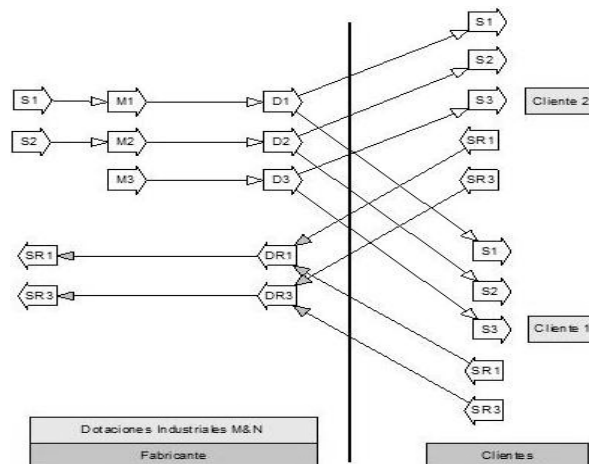 S1
S2
S1 M1 D1 S3 Cliente 2
S2 M2 D2 SR1
M3 D3 SR3
SR1 DR1 S1
SR3 DR3 S2
S3 Cliente 1
SR1
SR3
Dotaciones Industriales M&N
Fabricante Clientes